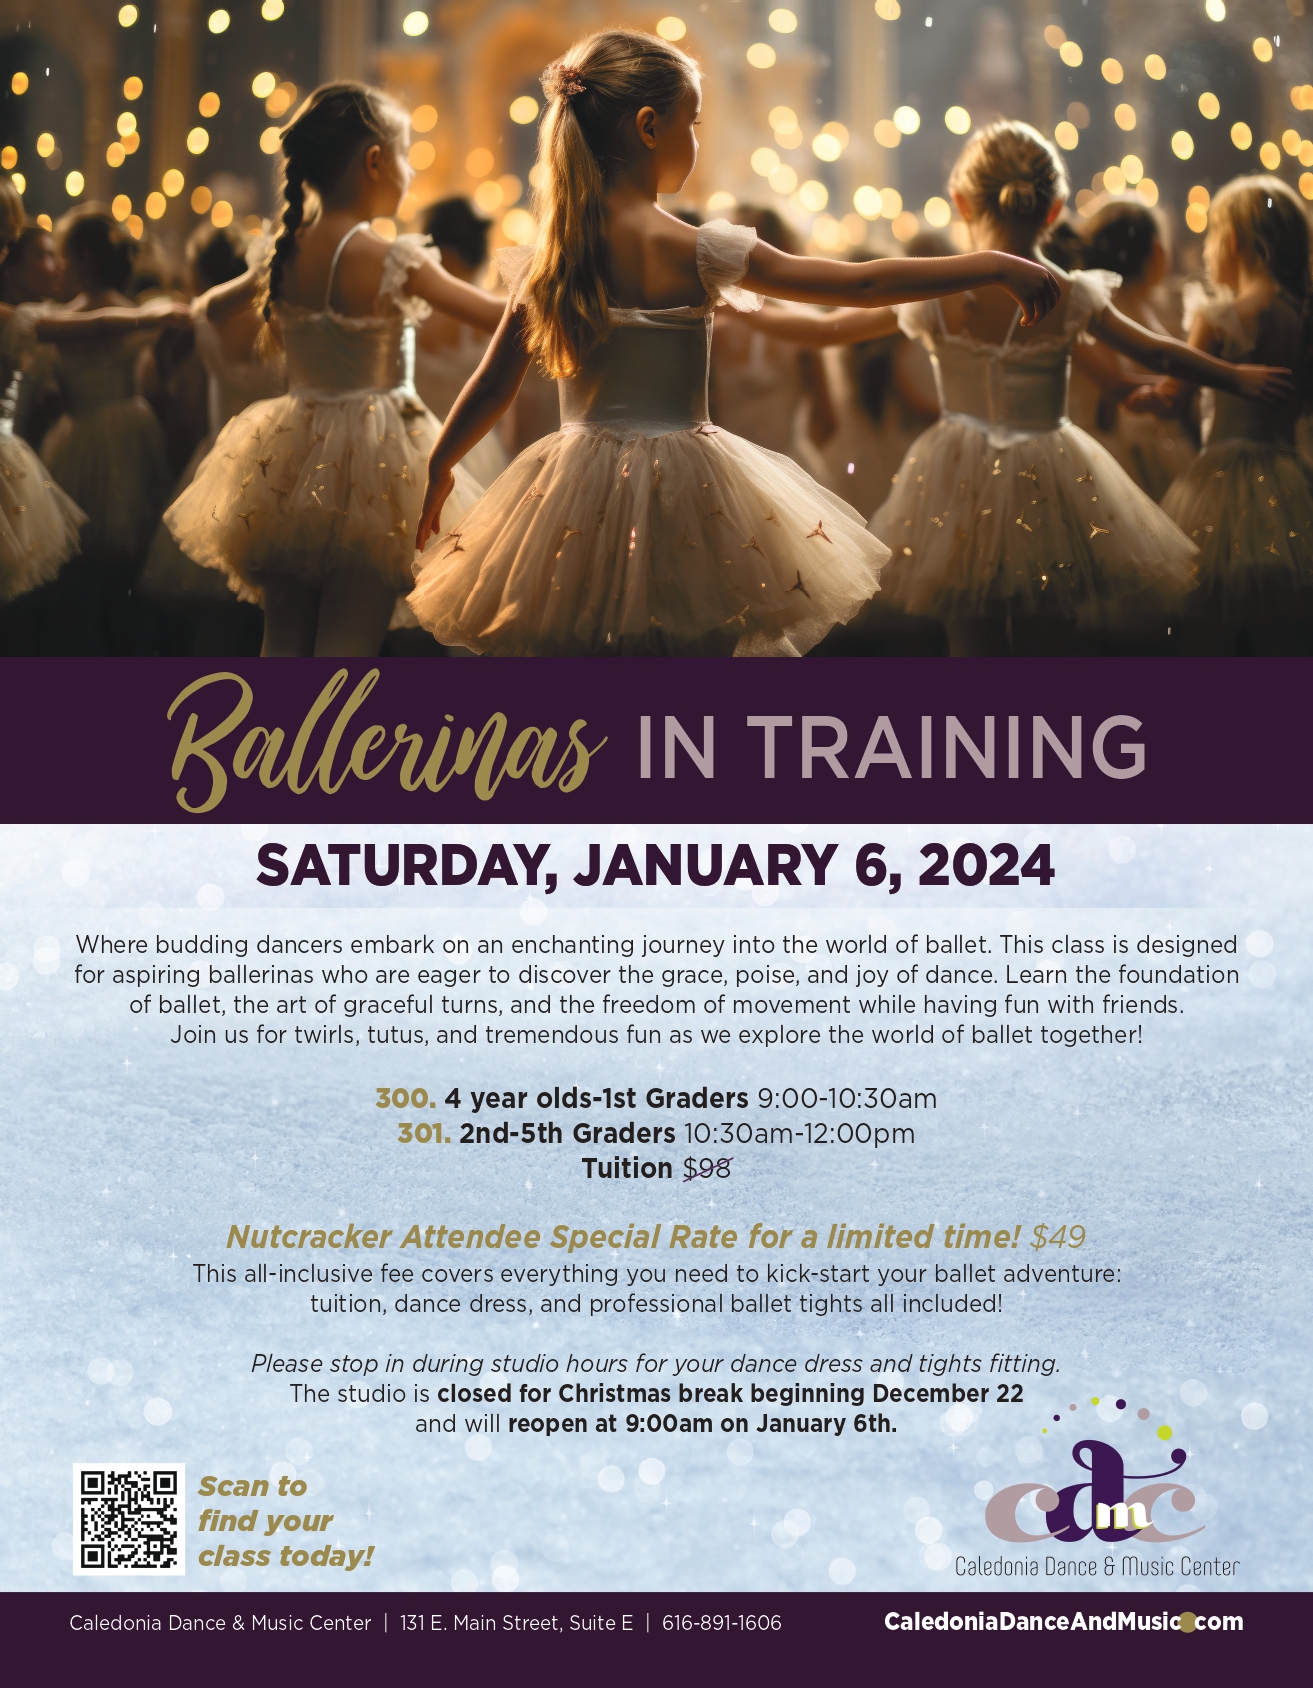 Ballerinas IN TRAINING
SATURDAY, JANUARY 6, 2024
Where budding dancers embark on an enchanting journey into the world of ballet. This class is designed
for aspiring ballerinas who are eager to discover the grace, poise, and joy of dance. Learn the foundation
of ballet, the art of graceful turns, and the freedom of movement while having fun with friends.
Join us for twirls, tutus, and tremendous fun as we explore the world of ballet together!
300. 4 year olds-1st Graders 9:00-10:30am
301. 2nd-5th Graders 10:30am-12:00pm
Tuition $98
Nutcracker Attendee Special Rate for a limited time! $49
This all-inclusive fee covers everything you need to kick-start your ballet adventure:
tuition, dance dress, and professional ballet tights all included!
Please stop in during studio hours for your dance dress and tights fitting.
The studio is closed for Christmas break beginning December 22
and will reopen at 9:00am on January 6th.
Scan to
find your
class today!
cdmc
Caledonia Dance & Music Center
Caledonia Dance & Music Center | 131 E. Main Street, Suite E | 616-891-1606
CaledoniaDanceAndMusic.com